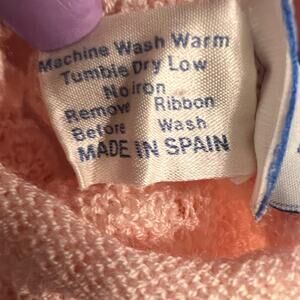 Machine Wash Warm
Tumble Dry Low
No iron
Remove Ribbon
Before Wash
MADE IN SPAIN